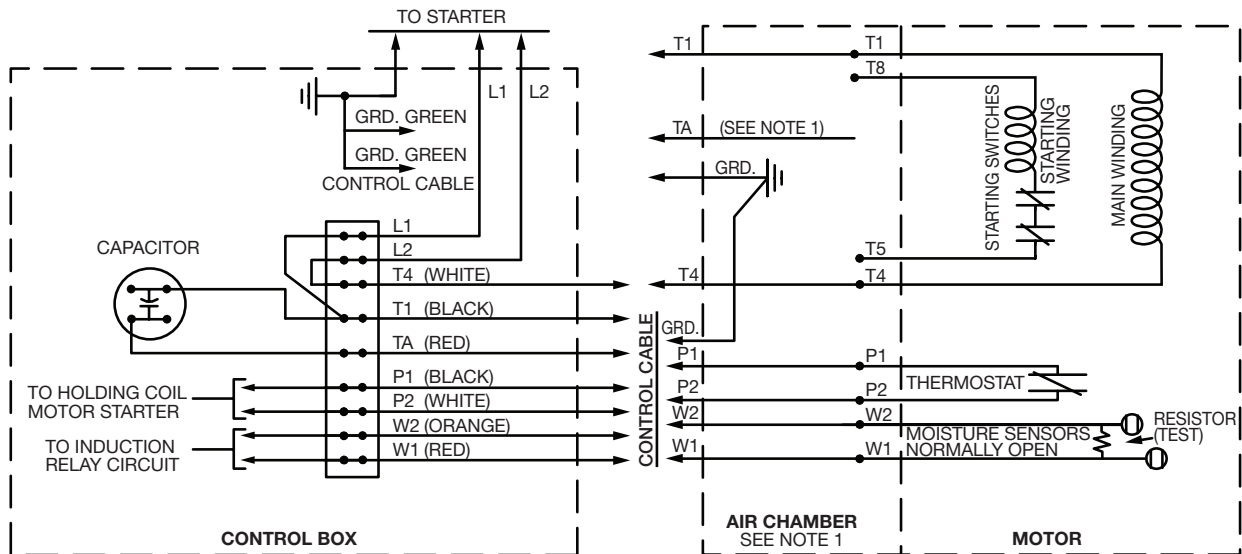 TO STARTER
L1
L2
GRD. GREEN
GRD. GREEN
CONTROL CABLE
CAPACITOR
L1
L2
T4 (WHITE)
T1 (BLACK)
TA (RED)
P1 (BLACK)
P2 (WHITE)
W2 (ORANGE)
W1 (RED)
TO HOLDING COIL
MOTOR STARTER
TO INDUCTION
RELAY CIRCUIT
CONTROL BOX
CONTROL CABLE
T1
T1
T8
TA
(SEE NOTE 1)
GRD.
T5
T4
T4
GRD.
P1
P1
P2
P2
W2
W2
W1
W1
STARTING SWITCHES
STARTING
WINDING
MAIN WINDING
THERMOSTAT
MOISTURE SENSORS
NORMALLY OPEN
RESISTOR
(TEST)
AIR CHAMBER
SEE NOTE 1
MOTOR